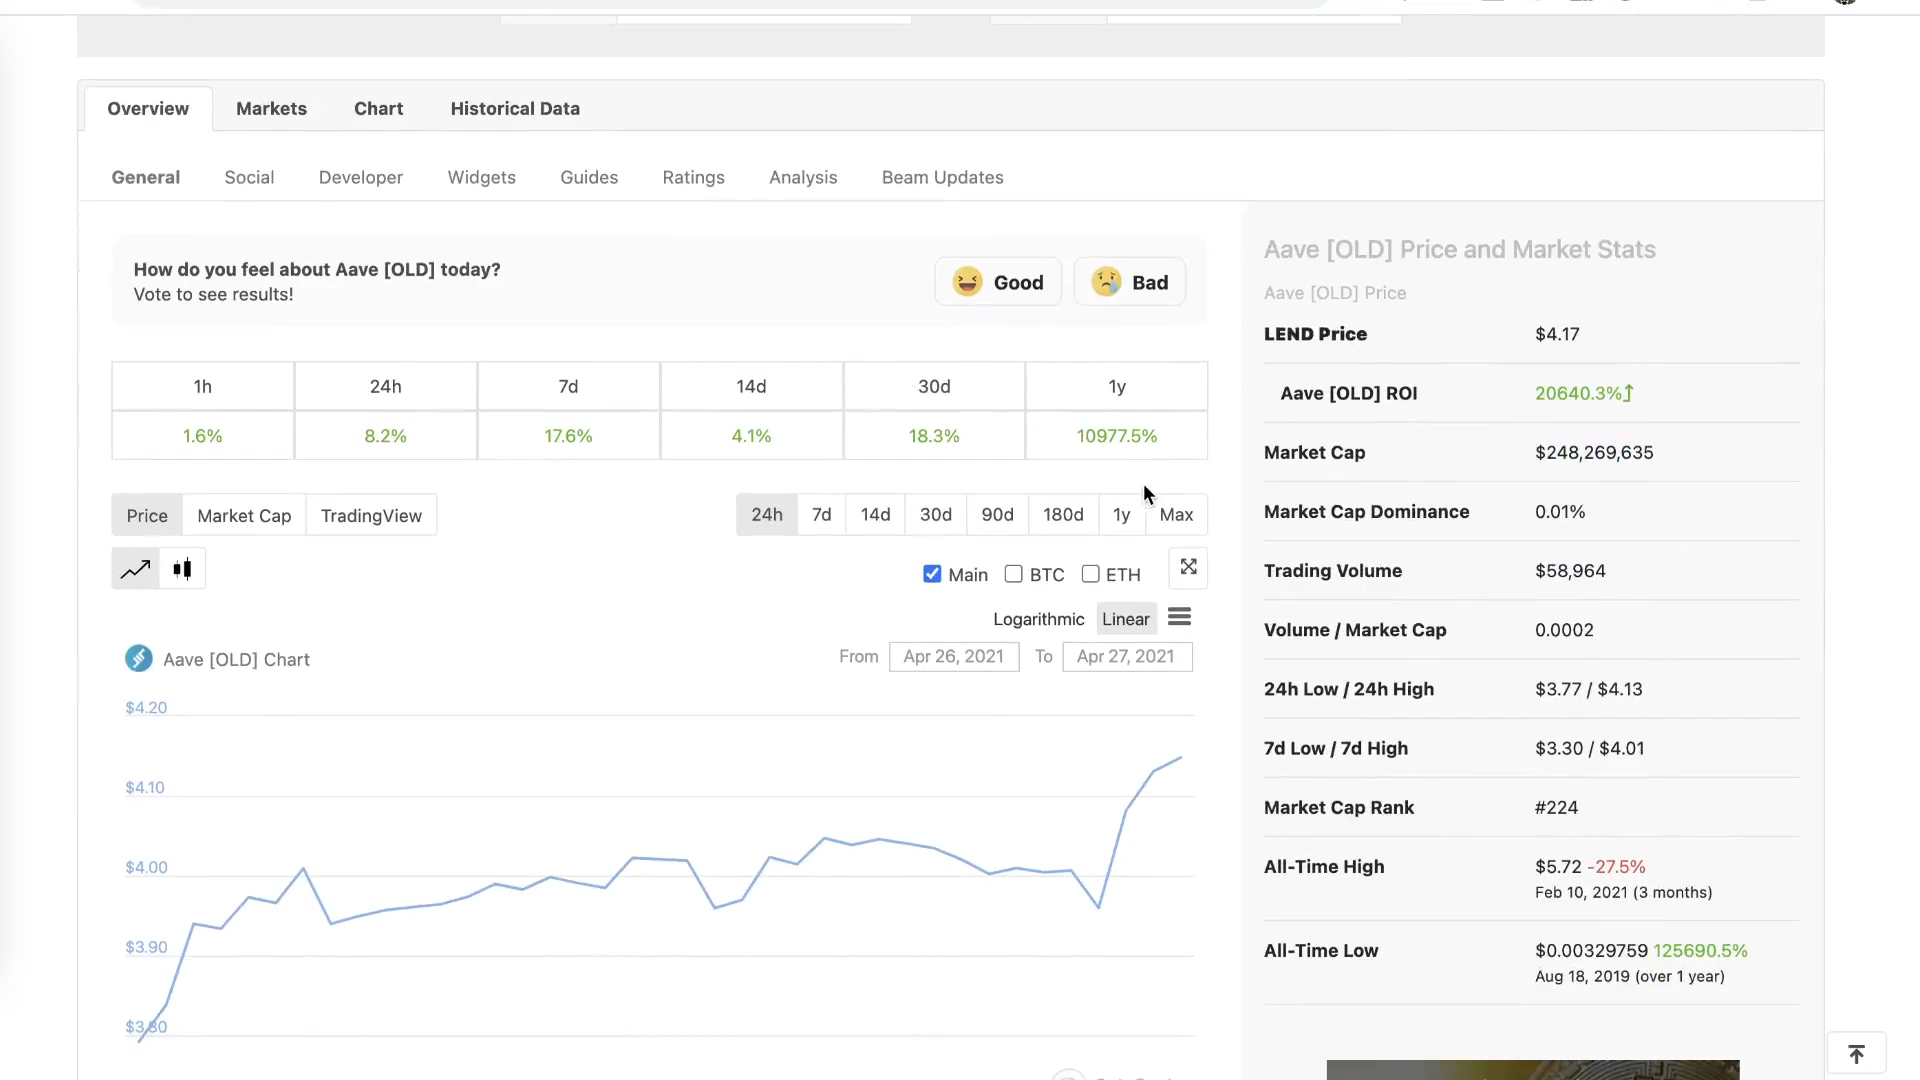 Overview Markets Chart Historical Data
General Social Developer Widgets Guides Ratings Analysis Beam Updates
How do you feel about Aave [OLD] today?
Vote to see results!
Good Bad
1h 24h 7d 14d 30d 1y
1.6% 8.2% 17.6% 4.1% 18.3% 10977.5%
Price Market Cap TradingView
24h 7d 14d 30d 90d 180d 1y Max
Main BTC ETH
Logarithmic Linear
Aave [OLD] Chart
From Apr 26, 2021 To Apr 27, 2021
$4.20
$4.10
$4.00
$3.90
$3.80
Aave [OLD] Price and Market Stats
Aave [OLD] Price
LEND Price $4.17
Aave [OLD] ROI 20640.3%
Market Cap $248,269,635
Market Cap Dominance 0.01%
Trading Volume $58,964
Volume / Market Cap 0.0002
24h Low / 24h High $3.77 / $4.13
7d Low / 7d High $3.30 / $4.01
Market Cap Rank #224
All-Time High $5.72 -27.5%
Feb 10, 2021 (3 months)
All-Time Low $0.00329759 125690.5%
Aug 18, 2019 (over 1 year)